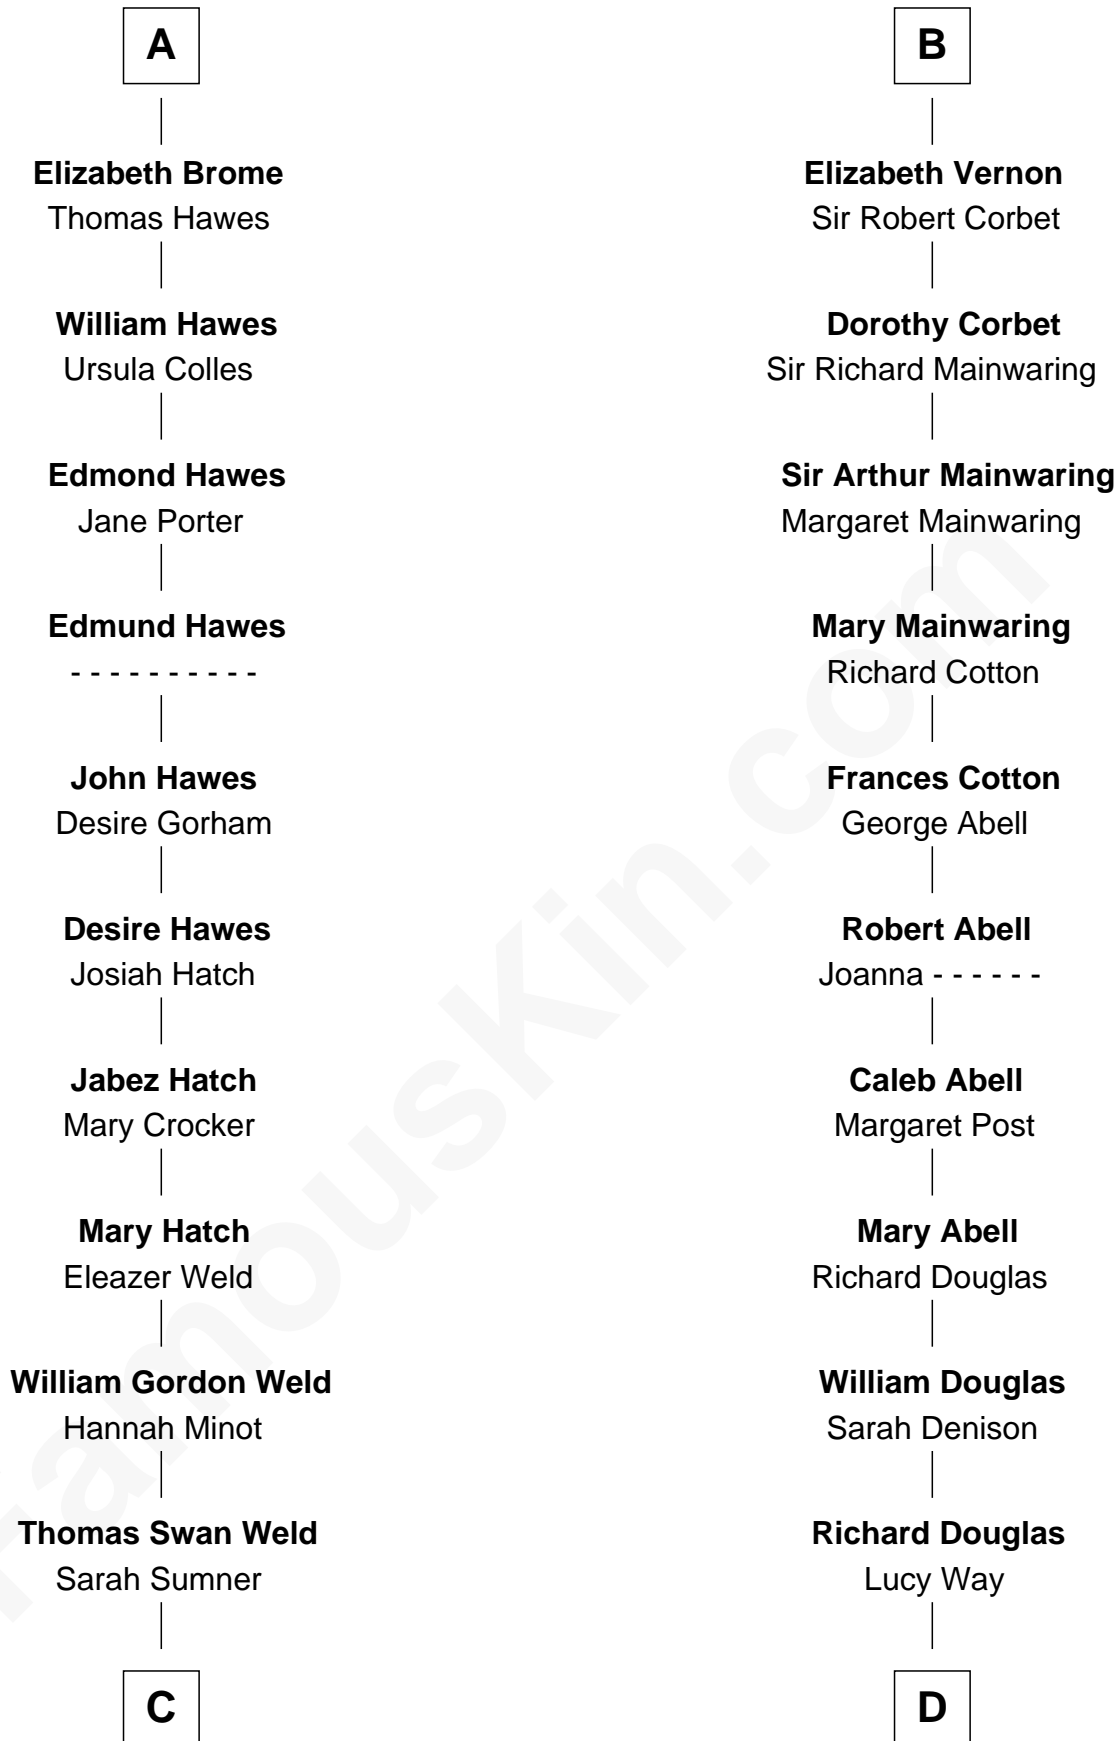 A
Elizabeth Brome
Thomas Hawes
William Hawes
Ursula Colles
Edmond Hawes
Jane Porter
Edmund Hawes
- - - - - - - - - -
John Hawes
Desire Gorham
Desire Hawes
Josiah Hatch
Jabez Hatch
Mary Crocker
Mary Hatch
Eleazer Weld
William Gordon Weld
Hannah Minot
Thomas Swan Weld
Sarah Sumner
C
B
Elizabeth Vernon
Sir Robert Corbet
Dorothy Corbet
Sir Richard Mainwaring
Sir Arthur Mainwaring
Margaret Mainwaring
Mary Mainwaring
Richard Cotton
Frances Cotton
George Abell
Robert Abell
Joanna - - - - - -
Caleb Abell
Margaret Post
Mary Abell
Richard Douglas
William Douglas
Sarah Denison
Richard Douglas
Lucy Way
D
FamousKin.com